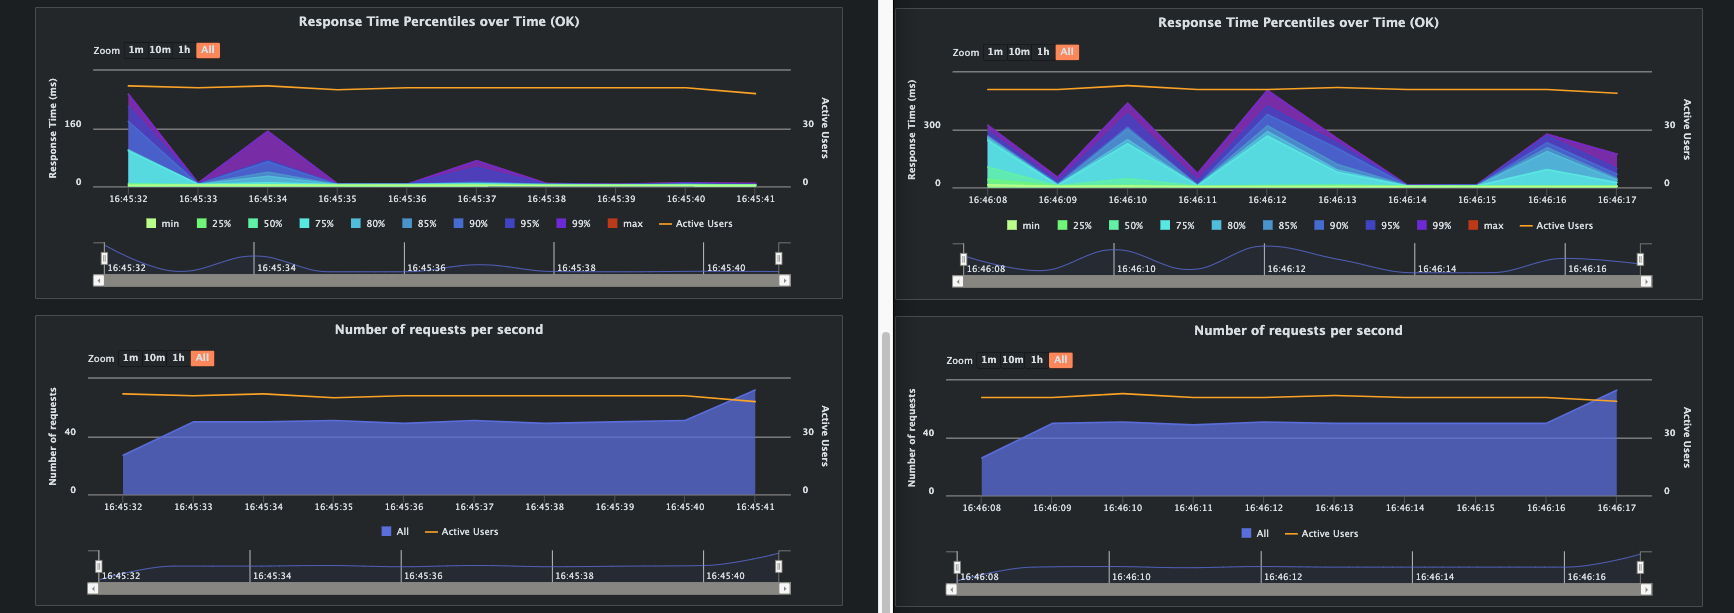 Response Time Percentiles over Time (OK)
Zoom 1m 10m 1h All
Response Time (ms)
160
0
30
0
Active Users
16:45:32 16:45:33 16:45:34 16:45:35 16:45:36 16:45:37 16:45:38 16:45:39 16:45:40 16:45:41
min 25% 50% 75% 80% 85% 90% 95% 99% max Active Users
16:45:32 16:45:34 16:45:36 16:45:38 16:45:40
Number of requests per second
Zoom 1m 10m 1h All
Number of requests
40
0
30
0
Active Users
16:45:32 16:45:33 16:45:34 16:45:35 16:45:36 16:45:37 16:45:38 16:45:39 16:45:40 16:45:41
All Active Users
16:45:32 16:45:34 16:45:36 16:45:38 16:45:40
Response Time Percentiles over Time (OK)
Zoom 1m 10m 1h All
Response Time (ms)
300
0
30
0
Active Users
16:46:08 16:46:09 16:46:10 16:46:11 16:46:12 16:46:13 16:46:14 16:46:15 16:46:16 16:46:17
min 25% 50% 75% 80% 85% 90% 95% 99% max Active Users
16:46:08 16:46:10 16:46:12 16:46:14 16:46:16
Number of requests per second
Zoom 1m 10m 1h All
Number of requests
40
0
30
0
Active Users
16:46:08 16:46:09 16:46:10 16:46:11 16:46:12 16:46:13 16:46:14 16:46:15 16:46:16 16:46:17
All Active Users
16:46:08 16:46:10 16:46:12 16:46:14 16:46:16